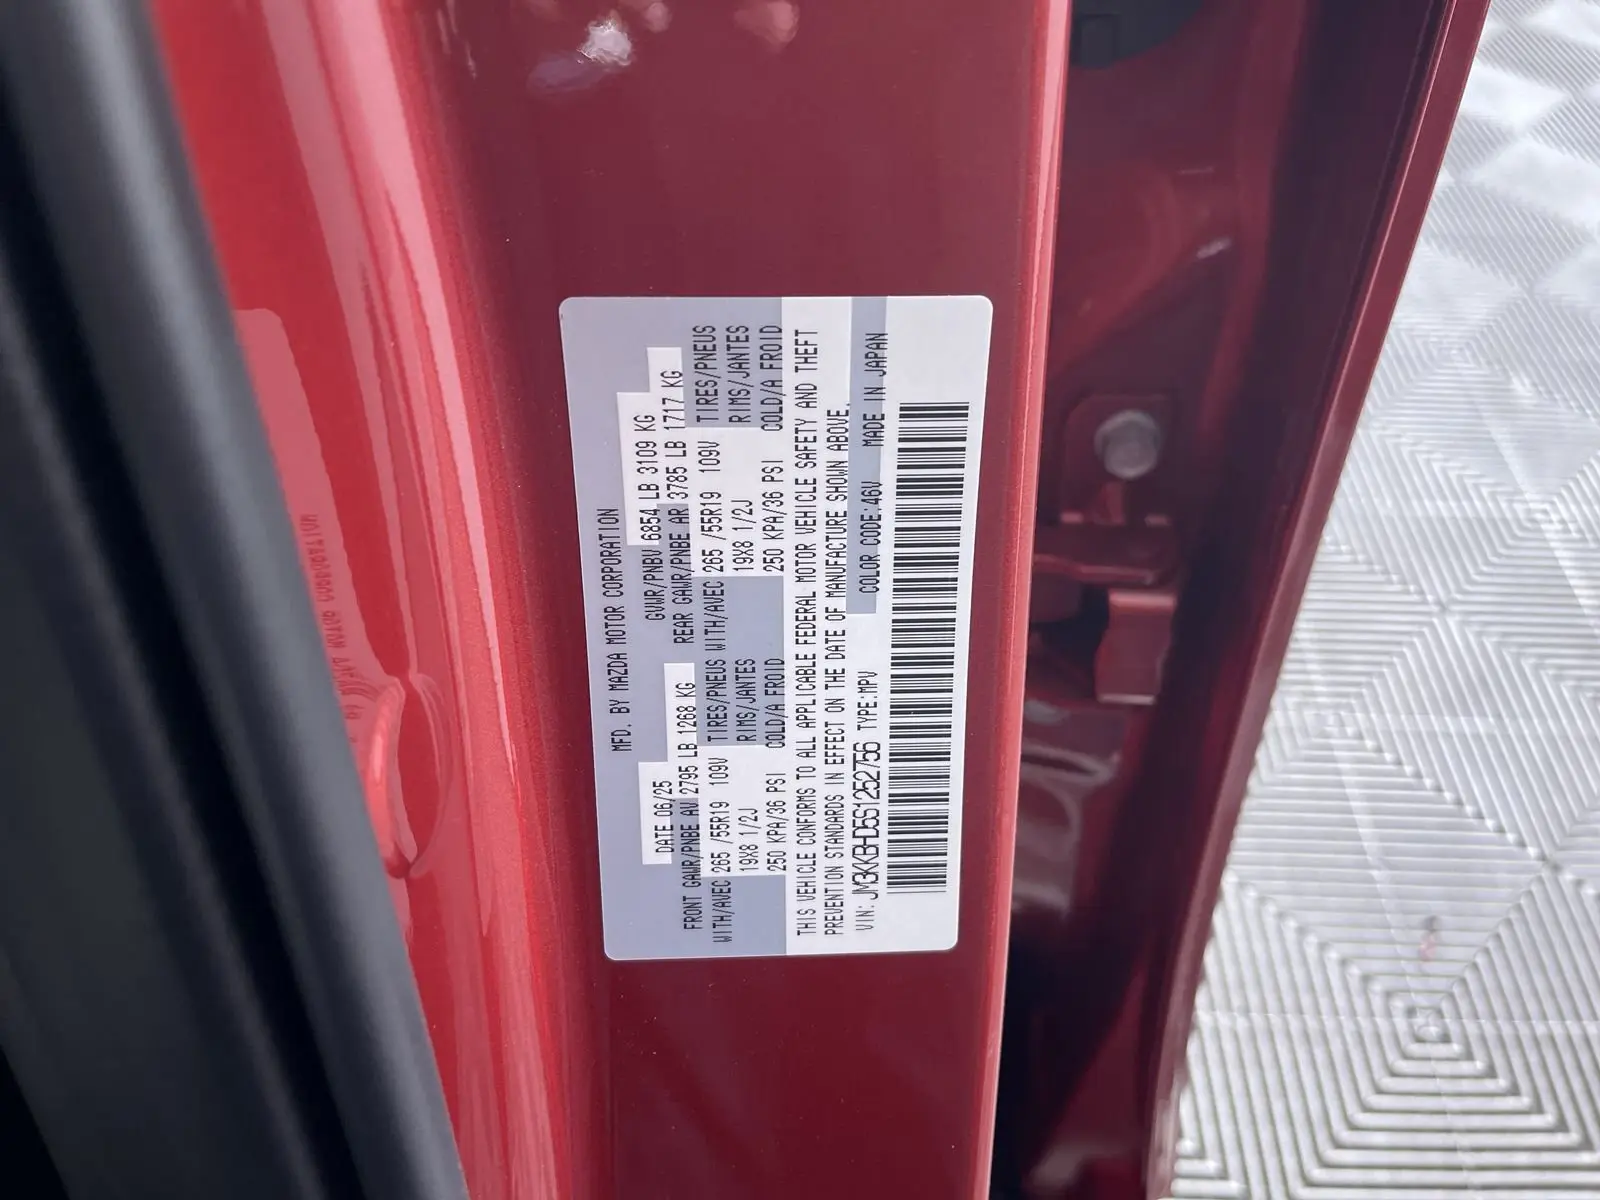 MFD. BY MAZDA MOTOR CORPORATION
DATE 06/25 GVWR/PNBV 6854 LB 3109 KG
FRONT GAWR/PNBE AV 2795 LB 1268 KG REAR GAWR/PNBE AR 3785 LB 1717 KG
WITH/AVEC 265 /55R19 109V TIRES/PNEUS WITH/AVEC 265 /55R19 109V TIRES/PNEUS
19X8 1/2J RIMS/JANTES 19X8 1/2J RIMS/JANTES
250 KPA/36 PSI COLD/A FROID 250 KPA/36 PSI COLD/A FROID
THIS VEHICLE CONFORMS TO ALL APPLICABLE FEDERAL MOTOR VEHICLE SAFETY AND THEFT
PREVENTION STANDARDS IN EFFECT ON THE DATE OF MANUFACTURE SHOWN ABOVE.
VIN: JM3KKBHD5S1252756 TYPE:MPV COLOR CODE:46V MADE IN JAPAN